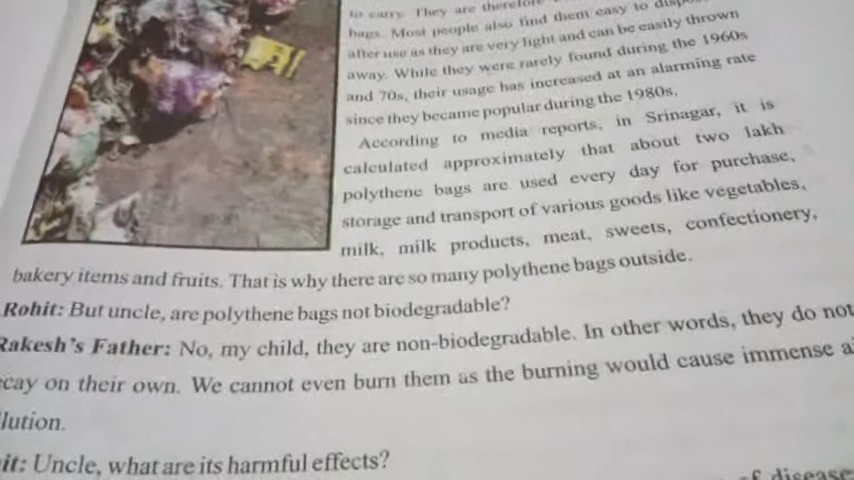 to carry. They are therefore
bags. Most people also find them easy to
after use as they are very light and can be easily thrown
away. While they were rarely found during the 1960s
and 70s, their usage has increased at an alarming rate
since they became popular during the 1980s.
According to media reports, in Srinagar, it is
calculated approximately that about two lakh
polythene bags are used every day for purchase,
storage and transport of various goods like vegetables,
milk, milk products, meat, sweets, confectionery,
bakery items and fruits. That is why there are so many polythene bags outside.
Rohit: But uncle, are polythene bags not biodegradable?
Rakesh's Father: No, my child, they are non-biodegradable. In other words, they do not
cay on their own. We cannot even burn them as the burning would cause immense a
lution.
it: Uncle, what are its harmful effects?
of disease